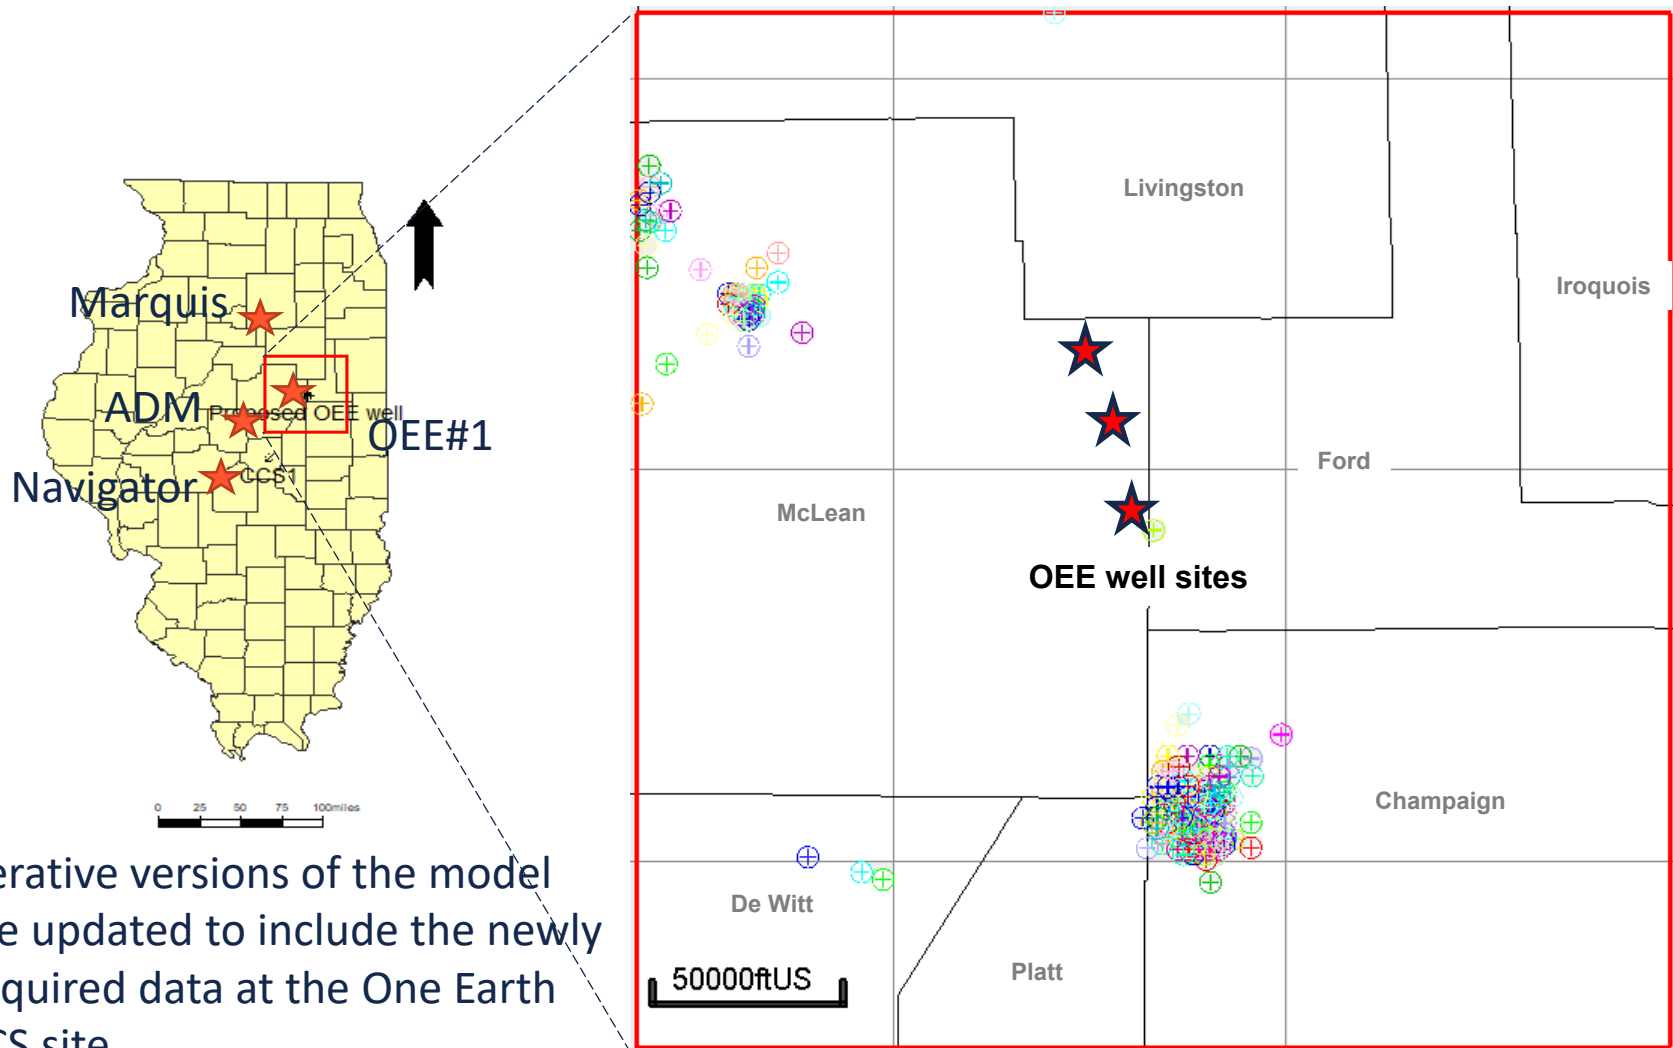 Marquis
ADM
Proposed OEE well
OEE#1
Navigator
CCS1
0 25 50 75 100miles
erative versions of the model
e updated to include the newly
quired data at the One Earth
CS site
Livingston
Iroquois
Ford
McLean
OEE well sites
Champaign
De Witt
Platt
50000ftUS